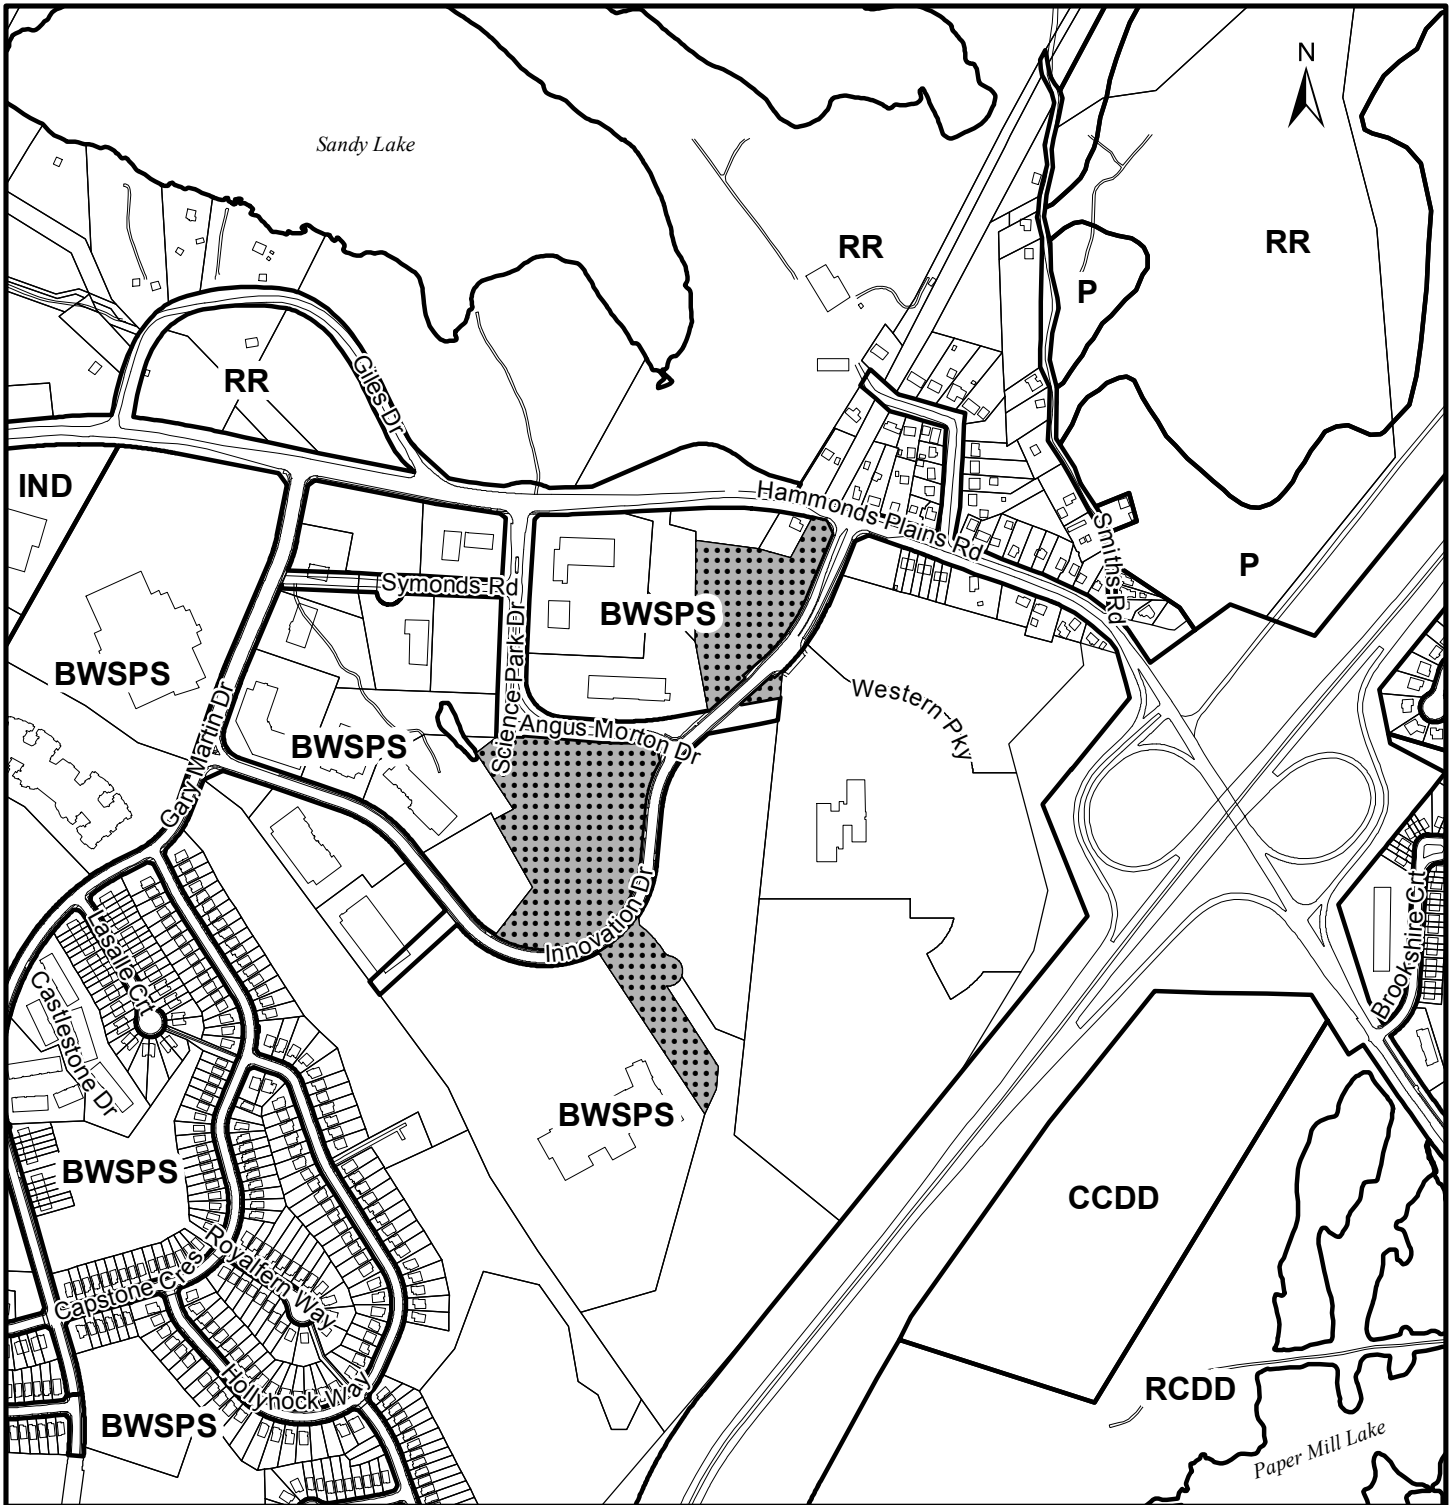 N
Sandy Lake
RR
RR
P
Giles Dr
RR
IND
Hammonds Plains Rd
Smiths Rd
P
Symonds Rd
BWSPS
Science Park Dr
BWSPS
Western Pky
Gary Martin Dr
BWSPS
Angus Morton Dr
Innovation Dr
Brookshire Crt
Lasalle Crt
Castlestone Dr
BWSPS
BWSPS
CCDD
Royalfern Way
Capstone Cres
Hollyhock Way
RCDD
BWSPS
Paper Mill Lake